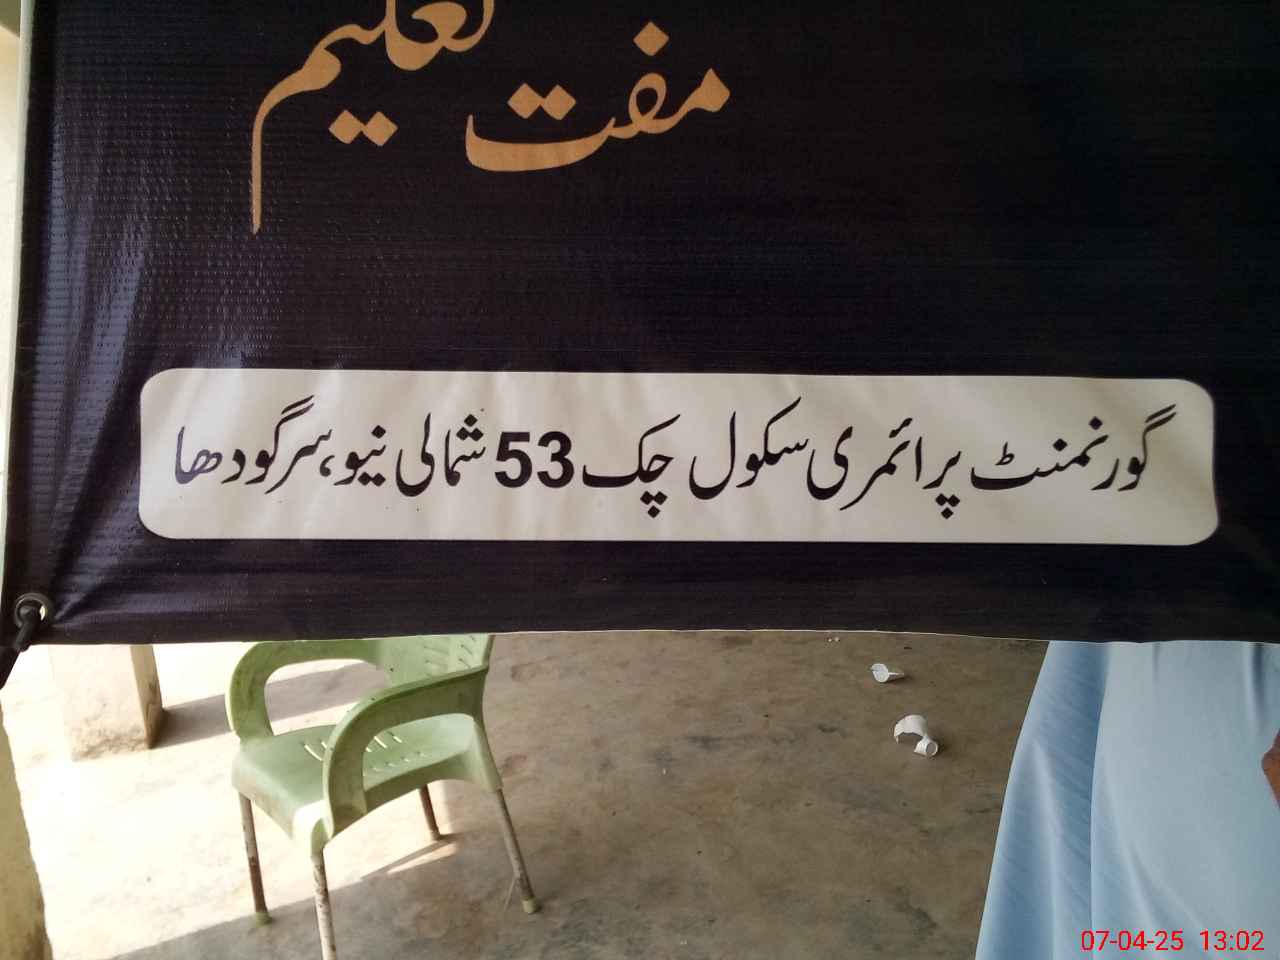 مفت تعلیم
گورنمنٹ پرائمری سکول چک 53 شمالی نیو، سرگودھا
07-04-25 13:02